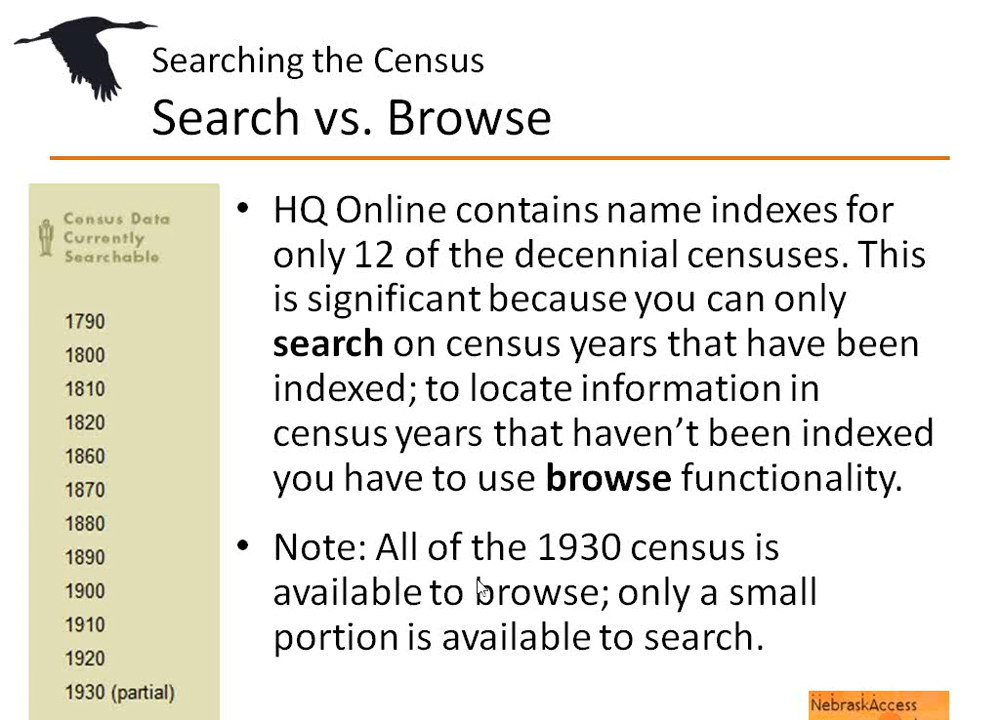 Searching the Census
Search vs. Browse
Census Data
Currently
Searchable
1790
1800
1810
1820
1860
1870
1880
1890
1900
1910
1920
1930 (partial)
• HQ Online contains name indexes for
only 12 of the decennial censuses. This
is significant because you can only
search on census years that have been
indexed; to locate information in
census years that haven’t been indexed
you have to use browse functionality.
• Note: All of the 1930 census is
available to browse; only a small
portion is available to search.
NebraskAccess